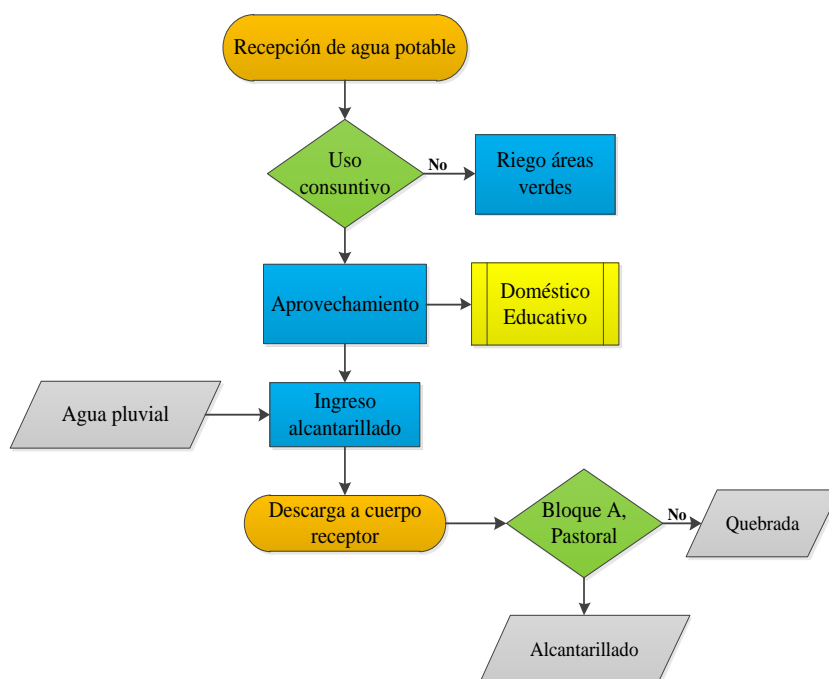 Recepción de agua potable
Uso
consuntivo
No
Riego áreas
verdes
Aprovechamiento
Doméstico
Educativo
Agua pluvial
Ingreso
alcantarillado
Descarga a cuerpo
receptor
Bloque A,
Pastoral
No
Quebrada
Alcantarillado